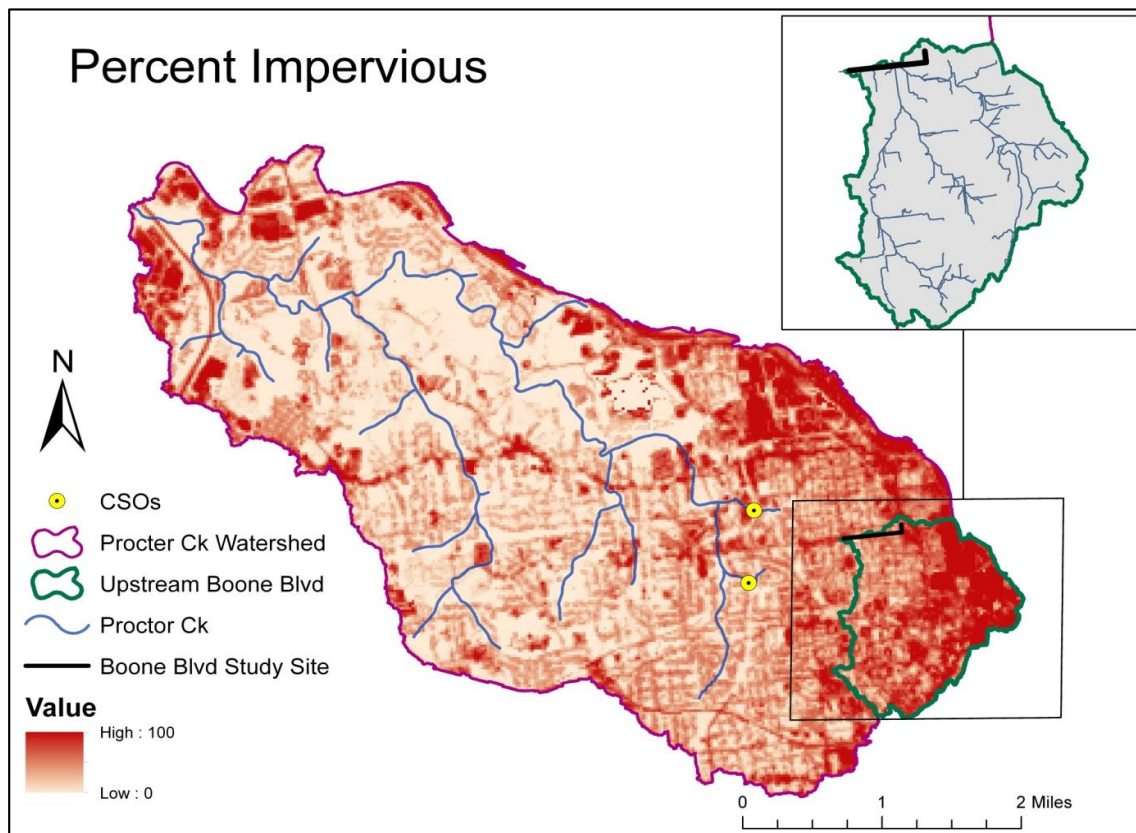 Percent Impervious
N
CSOs
Procter Ck Watershed
Upstream Boone Blvd
Proctor Ck
Boone Blvd Study Site
Value
High : 100
Low : 0
0 1 2 Miles